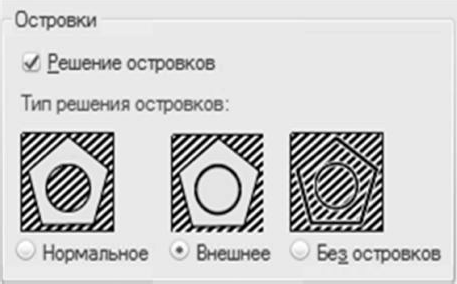 Островки
Решение островков
Тип решения островков:
Нормальное Внешнее Без островков